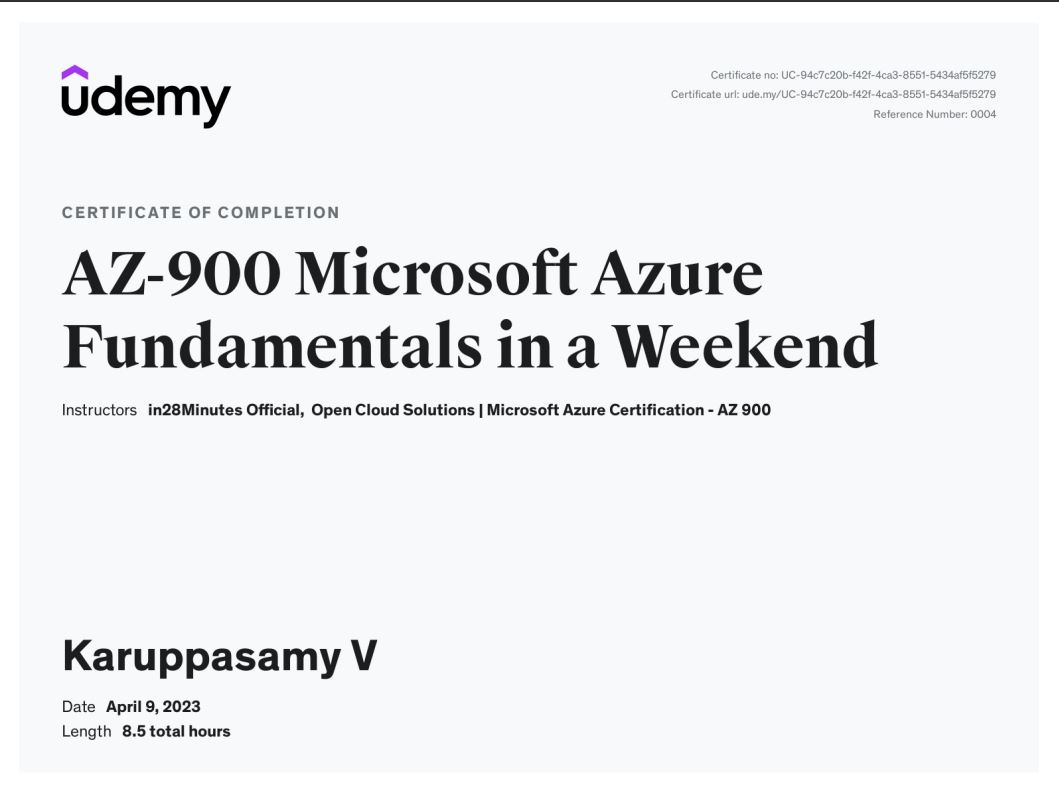 udemy
Certificate no: UC-94c7c20b-f42f-4ca3-8551-5434af5f5279
Certificate url: ude.my/UC-94c7c20b-f42f-4ca3-8551-5434af5f5279
Reference Number: 0004
CERTIFICATE OF COMPLETION
AZ-900 Microsoft Azure
Fundamentals in a Weekend
Instructors in28Minutes Official, Open Cloud Solutions | Microsoft Azure Certification - AZ 900
Karuppasamy V
Date April 9, 2023
Length 8.5 total hours